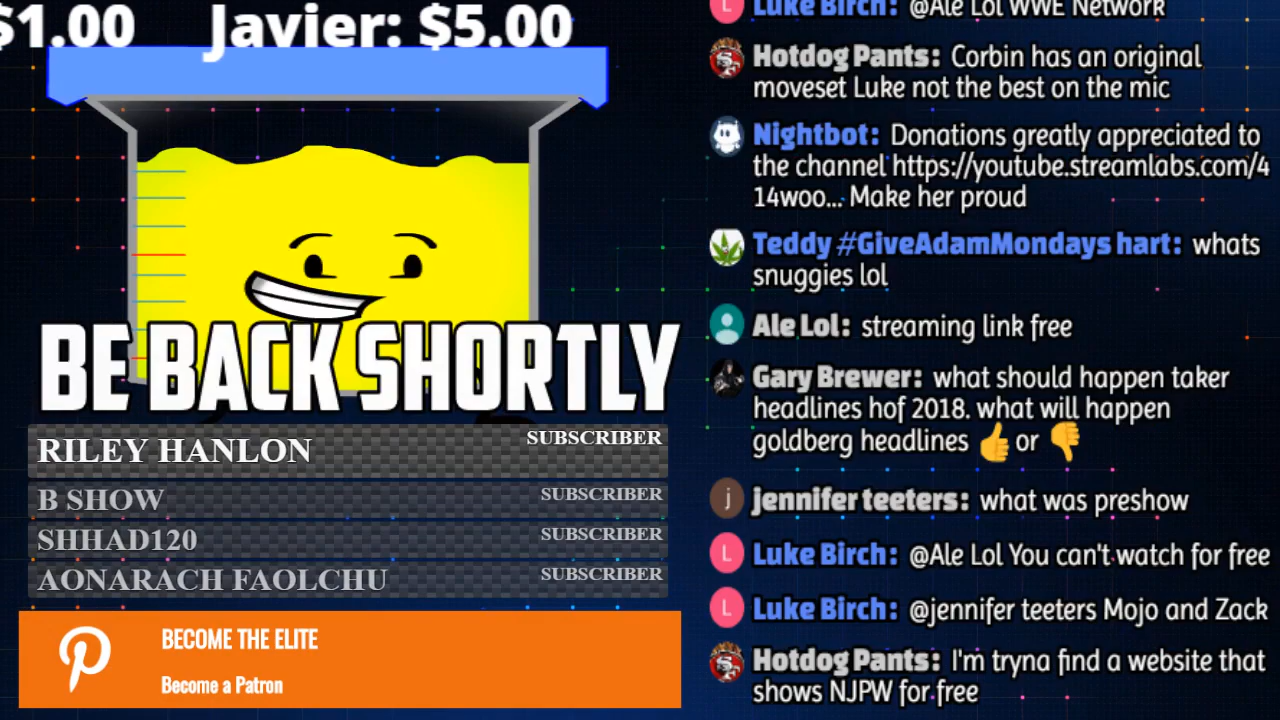 $1.00 Javier: $5.00
BE BACK SHORTLY
RILEY HANLON SUBSCRIBER
B SHOW SUBSCRIBER
SHHAD120 SUBSCRIBER
AONARACH FAOLCHU SUBSCRIBER
BECOME THE ELITE
Become a Patron
Luke Birch: @Ale Lol WWE Network
Hotdog Pants: Corbin has an original
moveset Luke not the best on the mic
Nightbot: Donations greatly appreciated to
the channel https://youtube.streamlabs.com/4
14woo... Make her proud
Teddy #GiveAdamMondays hart: whats
snuggies lol
Ale Lol: streaming link free
Gary Brewer: what should happen taker
headlines hof 2018. what will happen
goldberg headlines 👍or 👎
j jennifer teeters: what was preshow
L Luke Birch: @Ale Lol You can't watch for free
L Luke Birch: @jennifer teeters Mojo and Zack
Hotdog Pants: I'm tryna find a website that
shows NJPW for free